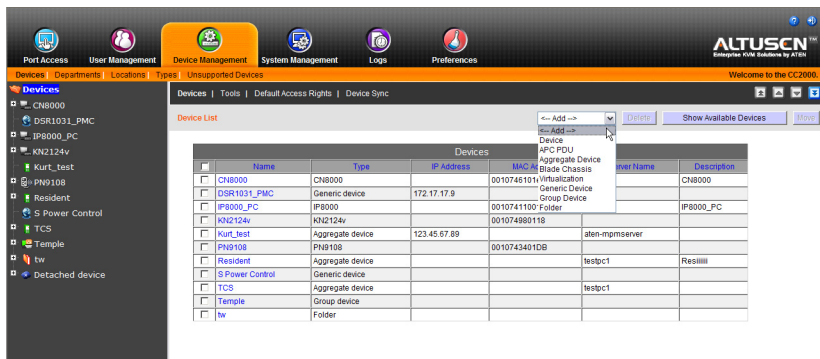 ALTUSEN™
Enterprise KVM Solutions by ATEN
Port Access User Management Device Management System Management Logs Preferences
Devices | Departments | Locations | Types | Unsupported Devices
Welcome to the CC2000.
Devices
CN8000
DSR1031_PMC
IP8000_PC
KN2124v
Kurt_test
PN9108
Resident
S Power Control
TCS
Temple
tw
Detached device
Devices | Tools | Default Access Rights | Device Sync
Device List
<-- Add --> Delete Show Available Devices Move
<-- Add -->
Device
APC PDU
Aggregate Device
Blade Chassis
Virtualization
Generic Device
Group Device
Folder
Devices
Name Type IP Address MAC Ad rver Name Description
CN8000 CN8000 CN8000
DSR1031_PMC Generic device 172.17.17.9
IP8000_PC IP8000 IP8000_PC
KN2124v KN2124v 001074980118
Kurt_test Aggregate device 123.45.67.89 aten-mpmserver
PN9108 PN9108 0010743401DB
Resident Aggregate device testpc1
S Power Control Generic device
TCS Aggregate device testpc1
Temple Group device
tw Folder